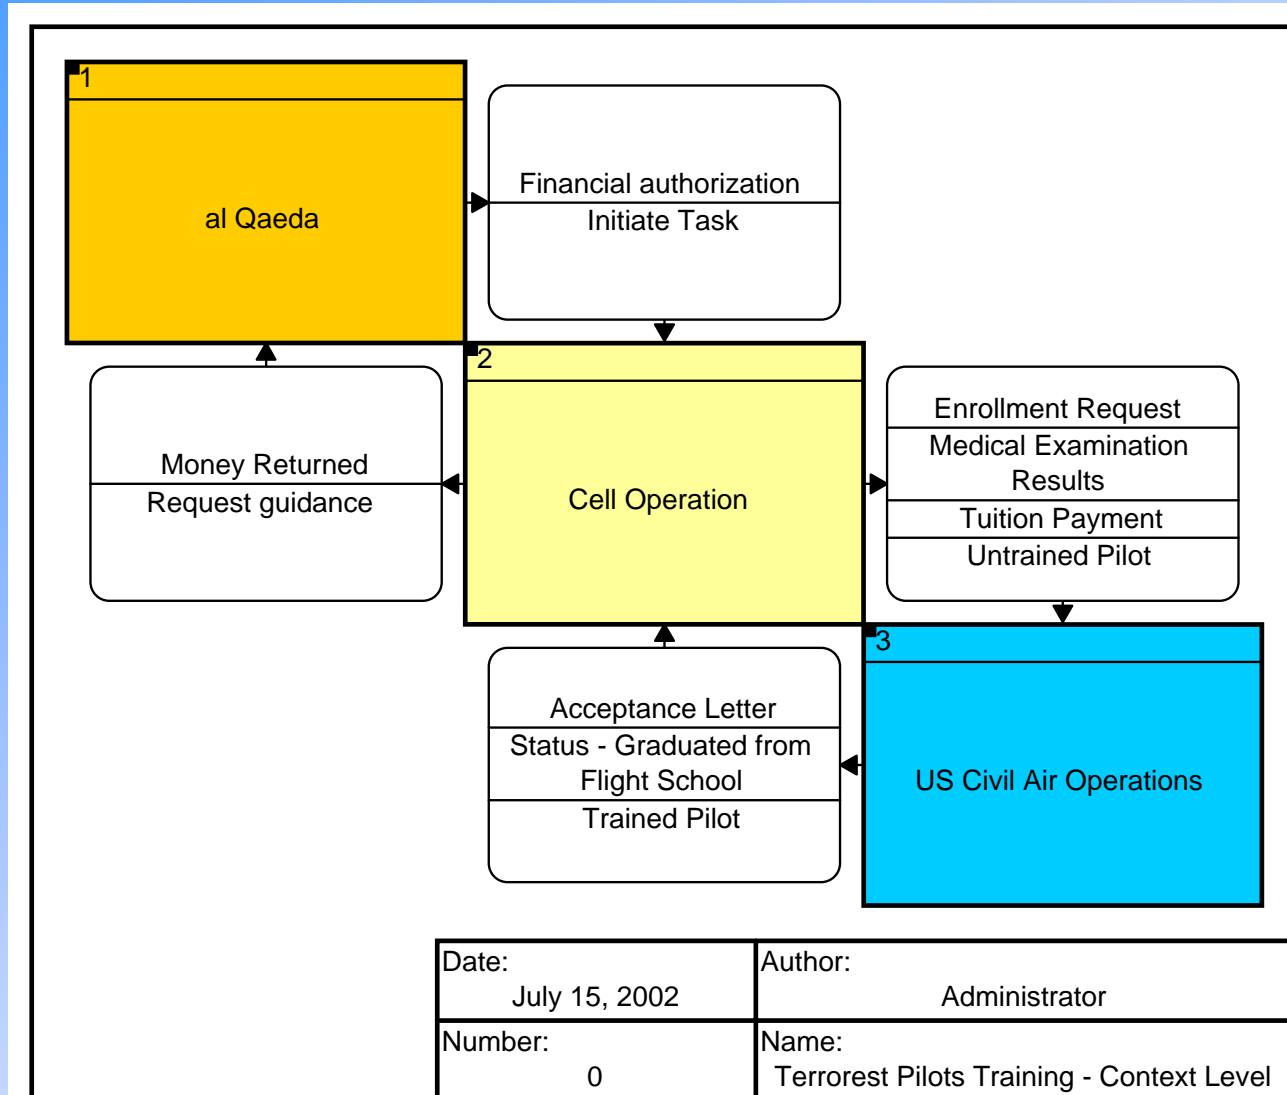 1
al Qaeda
Financial authorization
Initiate Task
Money Returned
Request guidance
2
Cell Operation
Enrollment Request
Medical Examination
Results
Tuition Payment
Untrained Pilot
Acceptance Letter
Status - Graduated from
Flight School
Trained Pilot
3
US Civil Air Operations
Date:
July 15, 2002
Author:
Administrator
Number:
0
Name:
Terrorest Pilots Training - Context Level